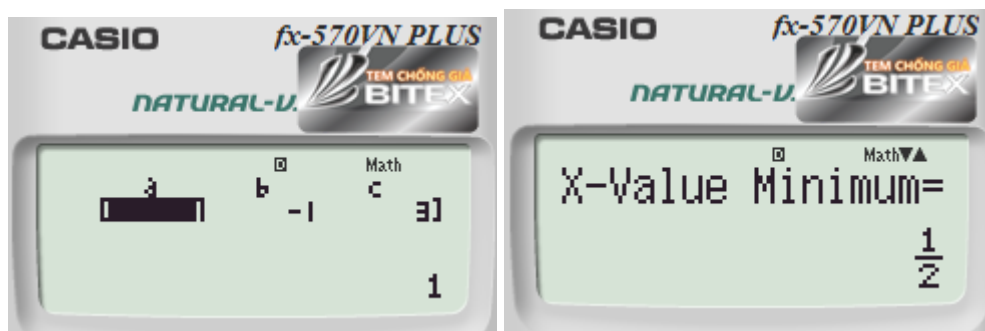 CASIO fx-570VN PLUS
TEM CHỐNG GIẢ
BITEX
NATURAL-V.
D Math
a b c
[ -1 3]
1
CASIO fx-570VN PLUS
TEM CHỐNG GIẢ
BITEX
NATURAL-V.
D Math▼▲
X-Value Minimum=
1
2